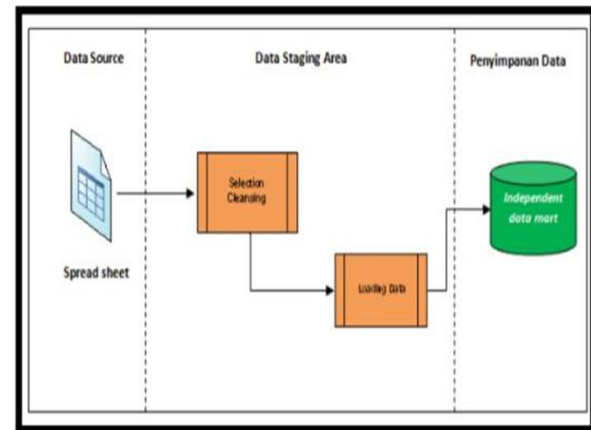 Data Source
Data Staging Area
Penyimpanan Data
Selection
Cleansing
Independent
data mart
Spread sheet
Loading Data